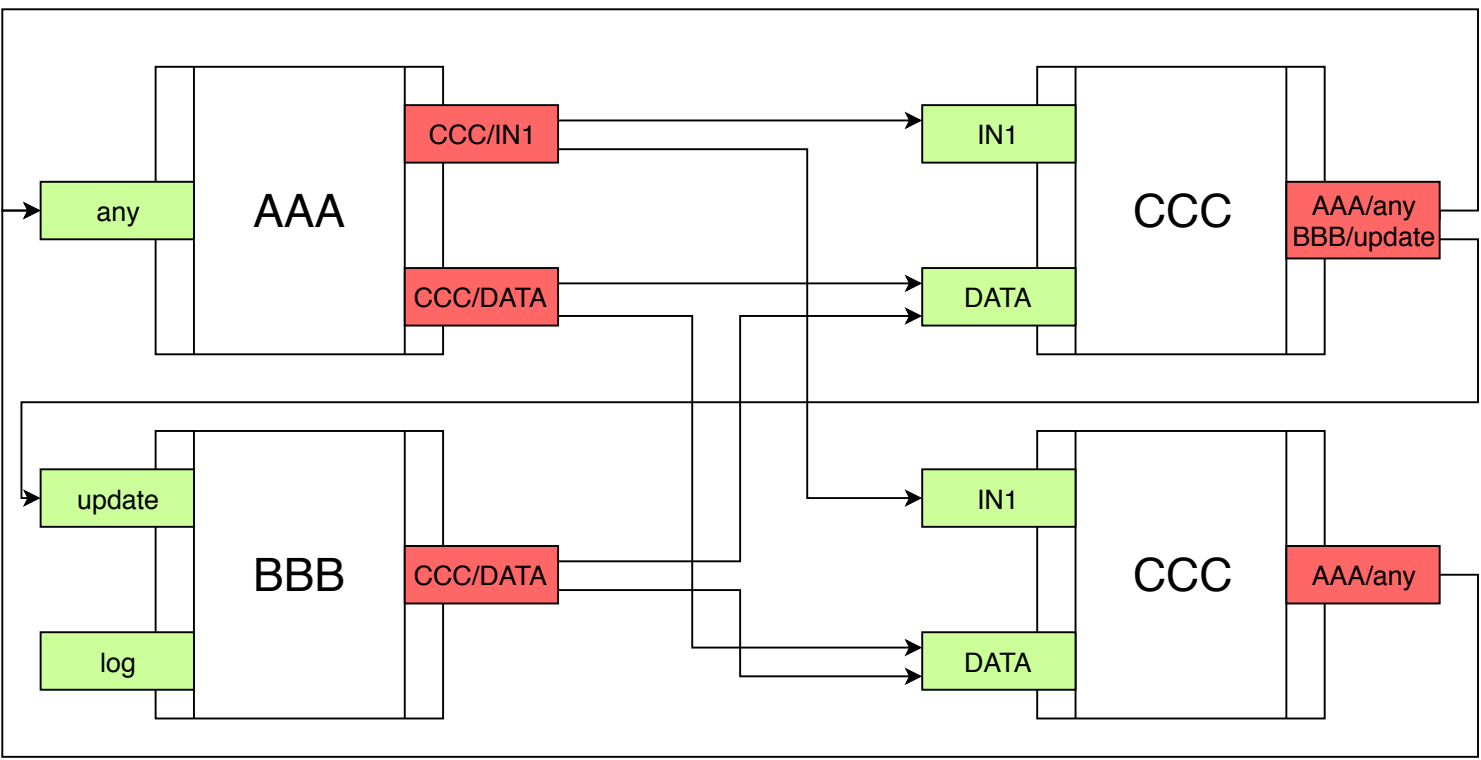 CCC/IN1
any
AAA
CCC/DATA
IN1
CCC
AAA/any
BBB/update
DATA
update
BBB
CCC/DATA
log
IN1
CCC
AAA/any
DATA